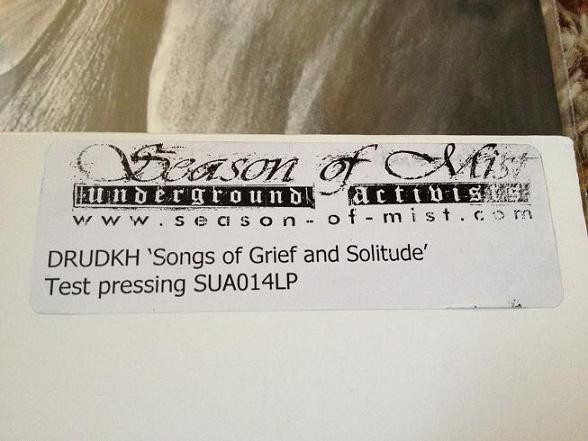 Season of Mist
underground activists
www.season-of-mist.com
DRUDKH 'Songs of Grief and Solitude'
Test pressing SUA014LP